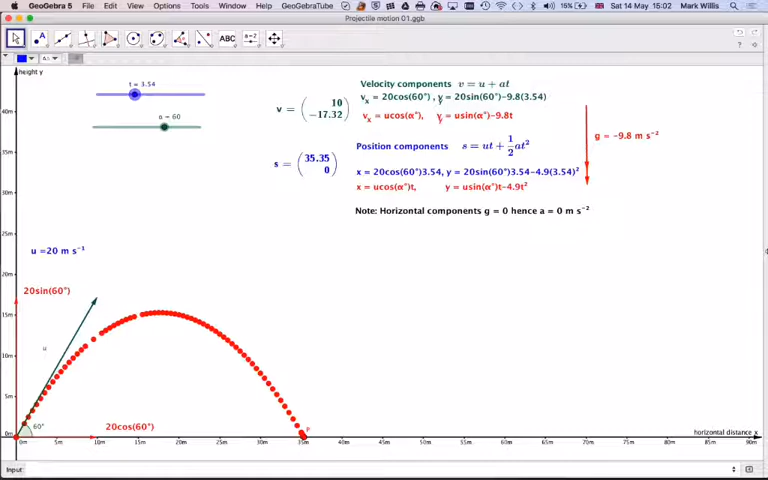 GeoGebra 5 File Edit View Options Tools Window Help GeoGebraTube 15% Sat 14 May 15:02 Mark Willis
Projectile motion 01.ggb
ABC a=2
height y
t = 3.54
α = 60
v = ( 10 −17.32 )
s = ( 35.35 0 )
Velocity components v = u + at
vx = 20cos(60°) , vy = 20sin(60°)-9.8(3.54)
vx = ucos(α°), vy = usin(α°)-9.8t
Position components s = ut + 1/2 at²
x = 20cos(60°)3.54, y = 20sin(60°)3.54-4.9(3.54)²
x = ucos(α°)t, y = usin(α°)t-4.9t²
Note: Horizontal components g = 0 hence a = 0 m s⁻²
g = -9.8 m s⁻²
40m
35m
30m
25m
20m
15m
10m
5m
0m
u =20 m s⁻¹
20sin(60°)
u
60°
20cos(60°)
P
horizontal distance x
0m 5m 10m 15m 20m 25m 30m 35m 40m 45m 50m 55m 60m 65m 70m 75m 80m 85m 90m
Input: